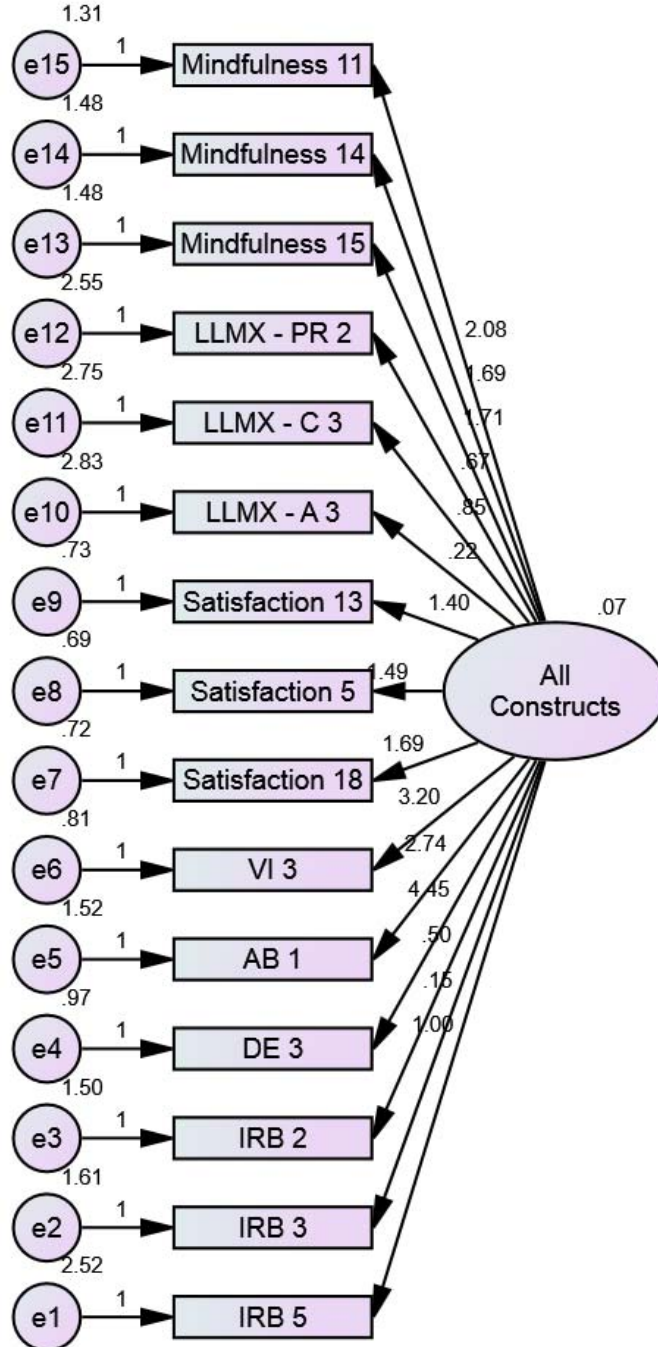 1.31
e15 1 Mindfulness 11
1.48
e14 1 Mindfulness 14
1.48
e13 1 Mindfulness 15
2.55
e12 1 LLMX - PR 2
2.75
e11 1 LLMX - C 3
2.83
e10 1 LLMX - A 3
.73
e9 1 Satisfaction 13
.69
e8 1 Satisfaction 5
.72
e7 1 Satisfaction 18
.81
e6 1 VI 3
1.52
e5 1 AB 1
.97
e4 1 DE 3
1.50
e3 1 IRB 2
1.61
e2 1 IRB 3
2.52
e1 1 IRB 5
2.08
1.69
1.71
.67
.85
.22
1.40
1.49
1.69
3.20
2.74
4.45
.50
.15
1.00
.07
All
Constructs